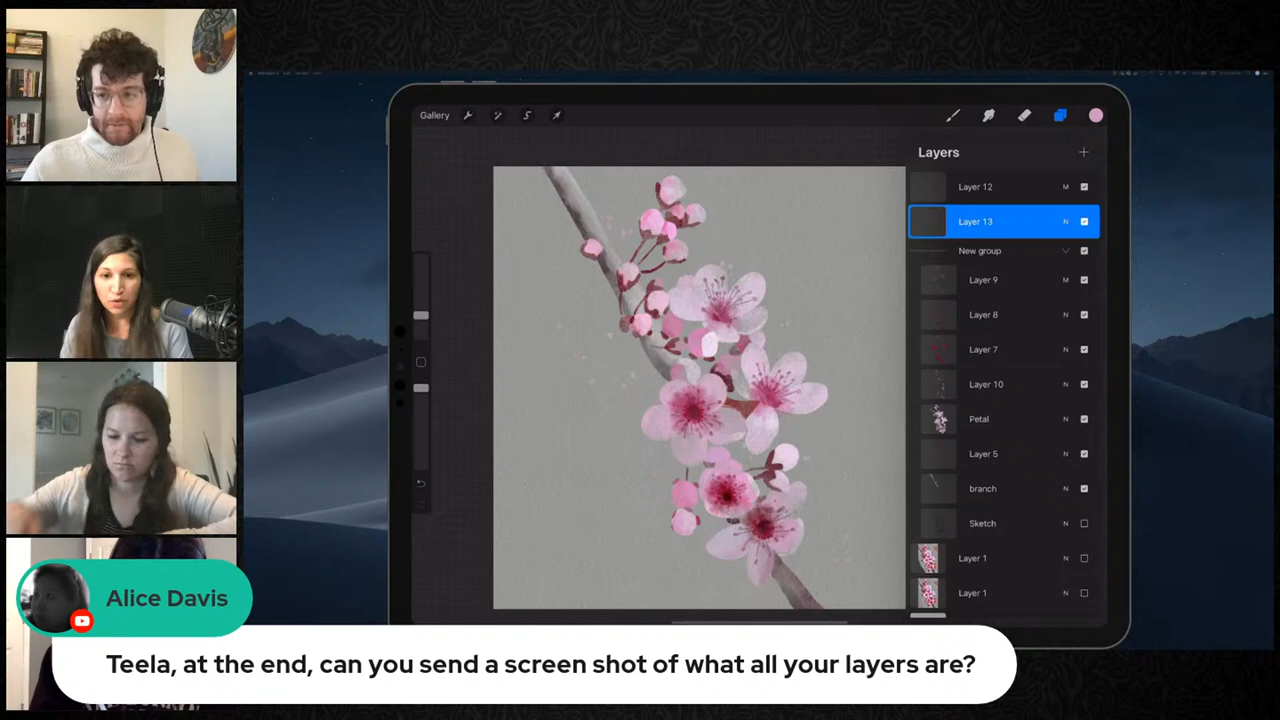 Gallery
Layers
Layer 12 M
Layer 13 N
New group
Layer 9 M
Layer 8 N
Layer 7 N
Layer 10 N
Petal N
Layer 5 N
branch N
Sketch N
Layer 1 N
Layer 1 N
Alice Davis
Teela, at the end, can you send a screen shot of what all your layers are?